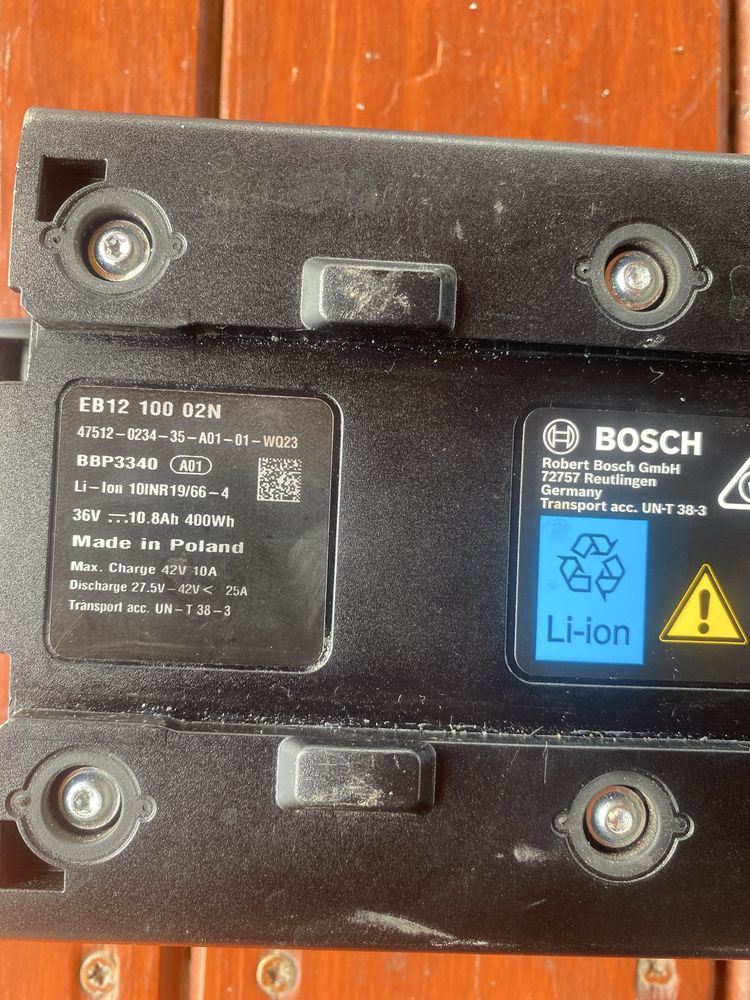 EB12 100 02N
47512-0234-35-A01-01-WQ23
BBP3340 A01
Li-Ion 10INR19/66-4
36V ⎓ 10.8Ah 400Wh
Made in Poland
Max. Charge 42V 10A
Discharge 27.5V-42V< 25A
Transport acc. UN-T 38-3
BOSCH
Robert Bosch GmbH
72757 Reutlingen
Germany
Transport acc. UN-T 38-3
Li-ion